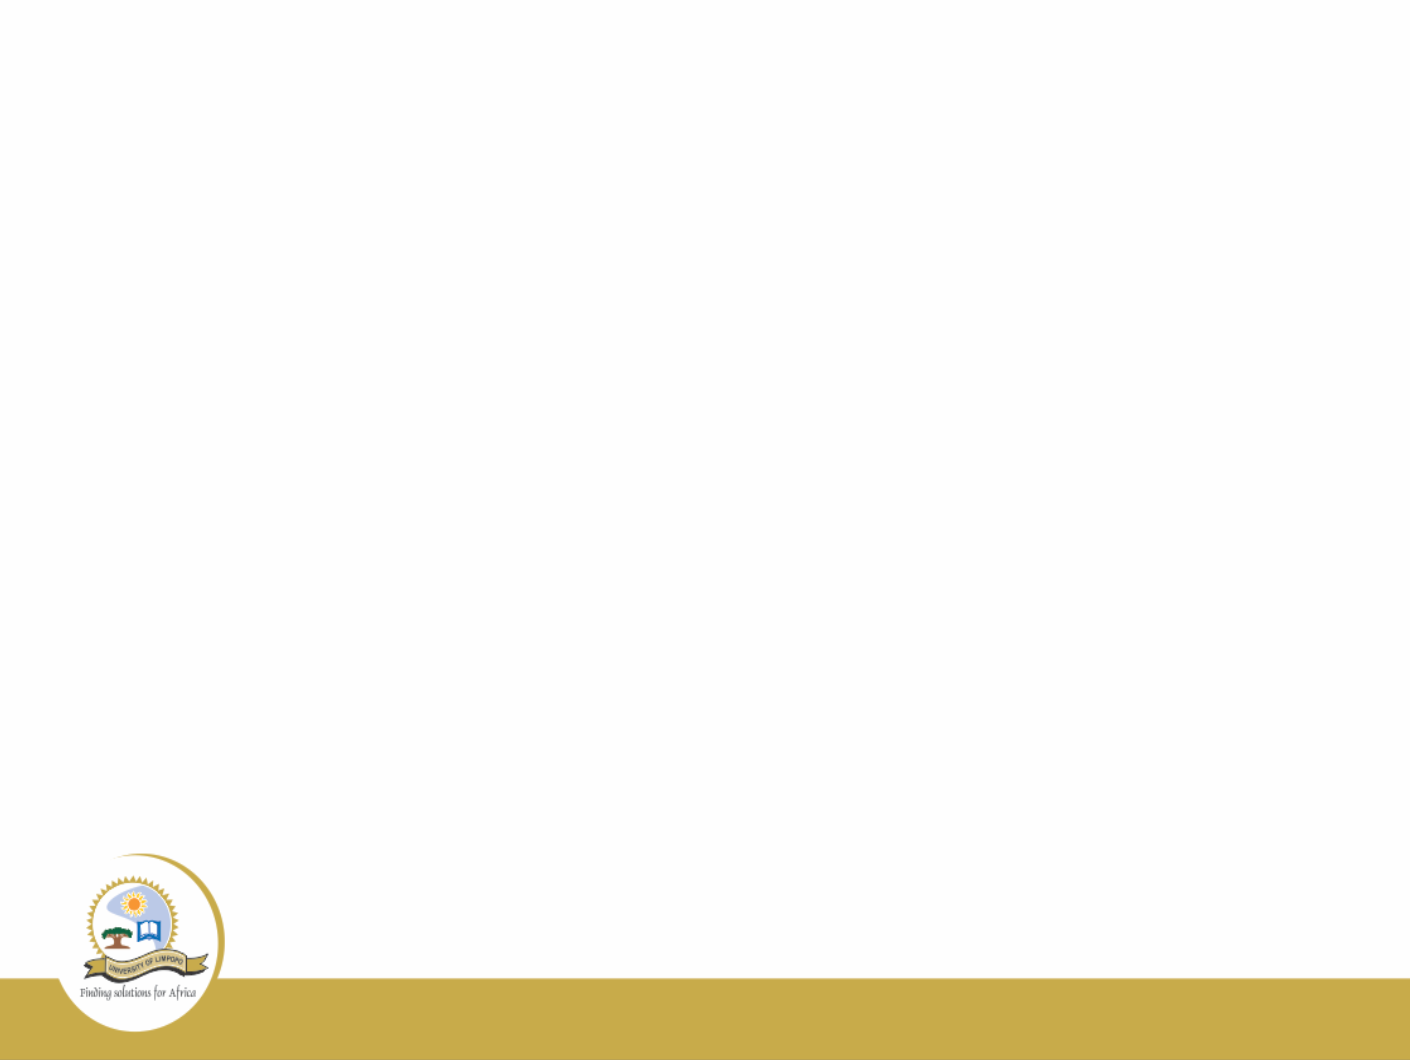 UNIVERSITY OF LIMPOPO
Finding solutions for Africa